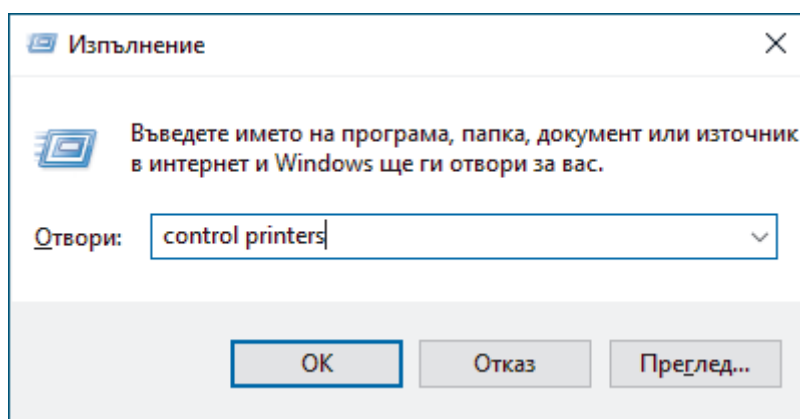 Изпълнение
Въведете името на програма, папка, документ или източник
в интернет и Windows ще ги отвори за вас.
Отвори: control printers
OK Отказ Преглед...